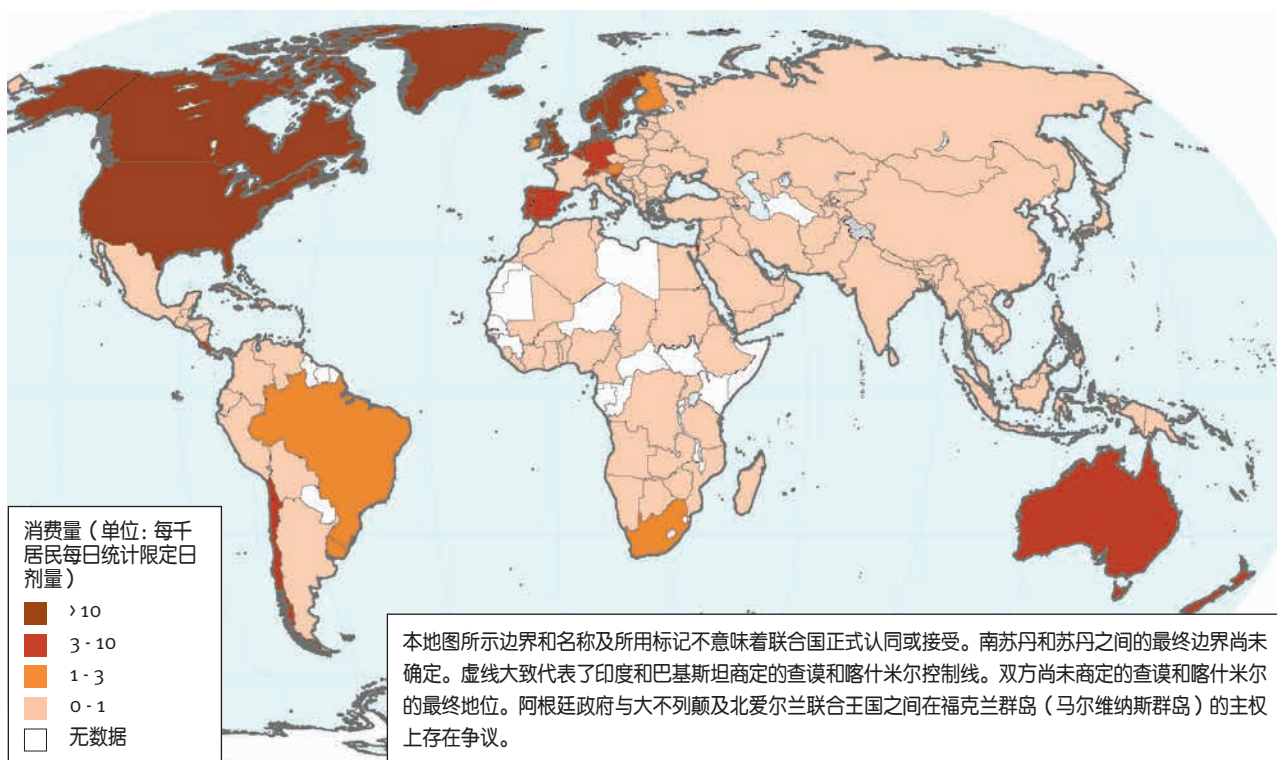 消费量（单位：每千
居民每日统计限定日
剂量）
› 10
3 - 10
1 - 3
0 - 1
无数据
本地图所示边界和名称及所用标记不意味着联合国正式认同或接受。南苏丹和苏丹之间的最终边界尚未
确定。虚线大致代表了印度和巴基斯坦商定的查谟和喀什米尔控制线。双方尚未商定的查谟和喀什米尔
的最终地位。阿根廷政府与大不列颠及北爱尔兰联合王国之间在福克兰群岛（马尔维纳斯群岛）的主权
上存在争议。